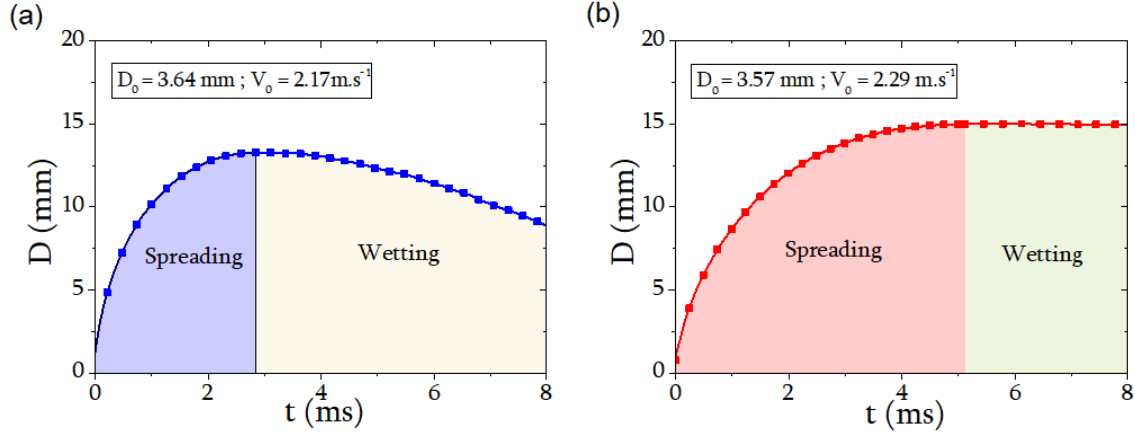 (a)
20
15
10
5
0
D (mm)
D₀ = 3.64 mm ; V₀ = 2.17m.s⁻¹
Spreading
Wetting
0 2 4 6 8
t (ms)
(b)
20
15
10
5
0
D (mm)
D₀ = 3.57 mm ; V₀ = 2.29 m.s⁻¹
Spreading
Wetting
0 2 4 6 8
t (ms)